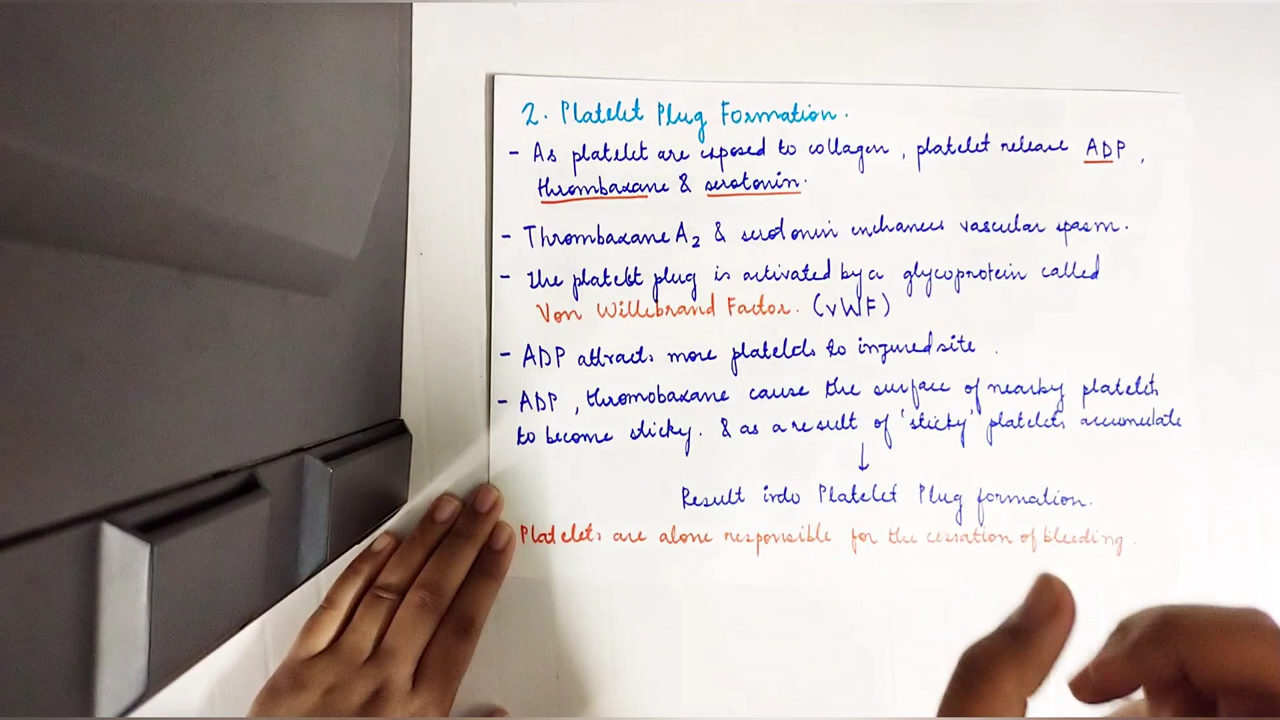 2. Platelet Plug Formation.
- As platelet are exposed to collagen, platelet release ADP,
thrombaxane & serotonin.
- Thrombaxane A2 & serotonin enchances vascular spasm.
- The platelet plug is activated by a glycoprotein called
Von Willebrand Factor. (vWF)
- ADP attracts more platelets to injured site.
- ADP, thromobaxane cause the surface of nearby platelets
to become sticky. & as a result of 'sticky' platelets accumulate
↓
Result into Platelet Plug formation.
Platelets are alone responsible for the cessation of bleeding.